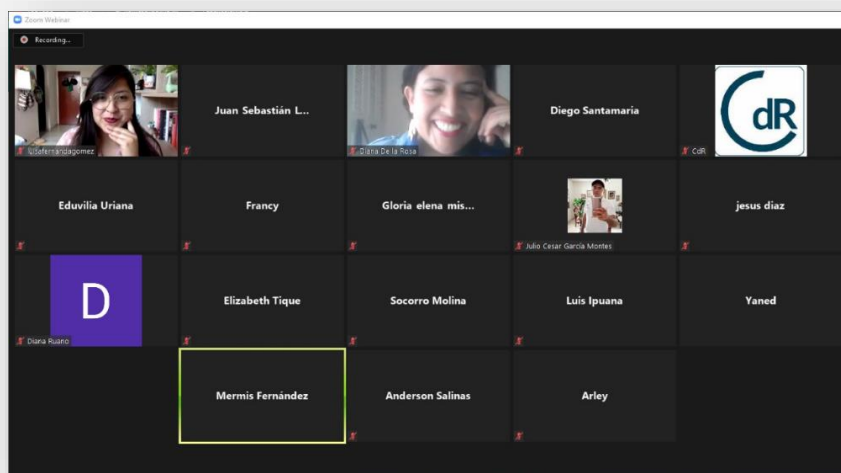 Zoom Webinar
Recording...
@safernandagomez
Juan Sebastián L...
Diana De la Rosa
Diego Santamaria
CdR
CdR
Eduvilia Uriana
Francy
Gloria elena mis...
Julio Cesar García Montes
jesus diaz
D
Diana Ruano
Elizabeth Tique
Socorro Molina
Luis Ipuana
Yaned
Mermis Fernández
Anderson Salinas
Arley